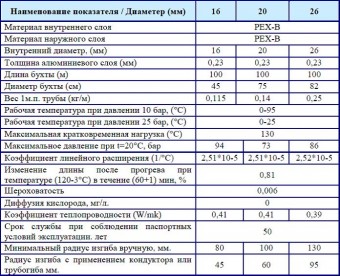 Наименование показателя / Диаметр (мм) 16 20 26
Материал внутреннего слоя PEX-B
Материал наружного слоя PEX-B
Внутренний диаметр, (мм) 16 20 26
Толщина алюминиевого слоя (мм) 0,23 0,23 0,23
Длина бухты (м) 100 100 100
Диаметр бухты (см) 45 75 82
Вес 1м.п. трубы (кг/м) 0,115 0,14 0,25
Рабочая температура при давлении 10 бар, (°С) 0-95
Рабочая температура при давлении 25 бар, (°С) 0-25
Максимальная кратковременная нагрузка (°С) 130
Максимальное давление при t=20°С, бар 94 73 86
Коэффициент линейного расширения (1/°С) 2,51*10-5 2,51*10-5 2,52*10-5
Изменение длины после прогрева при
температуре (120-3°С) в течение (60+1) мин, % 0,81
Шероховатость 0,006
Диффузия кислорода, мг/л. 0
Коэффициент теплопроводности (W/mk) 0,41 0,41 0,39
Срок службы при соблюдении паспортных
условий эксплуатации. лет 50
Минимальный радиус изгиба вручную, мм. 80 100 130
Радиус изгиба с применением кондуктора или
трубогиба мм. 45 60 95